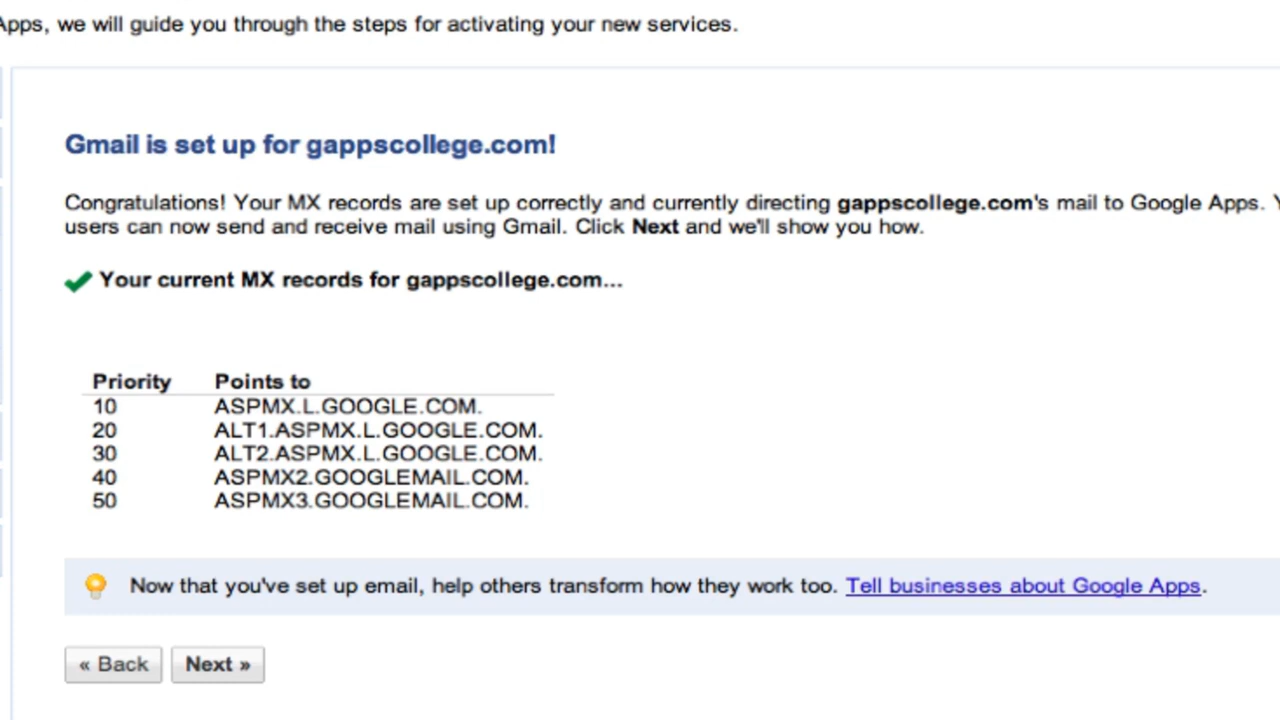 Apps, we will guide you through the steps for activating your new services.
Gmail is set up for gappscollege.com!
Congratulations! Your MX records are set up correctly and currently directing gappscollege.com's mail to Google Apps.
users can now send and receive mail using Gmail. Click Next and we'll show you how.
Your current MX records for gappscollege.com...
Priority Points to
10 ASPMX.L.GOOGLE.COM.
20 ALT1.ASPMX.L.GOOGLE.COM.
30 ALT2.ASPMX.L.GOOGLE.COM.
40 ASPMX2.GOOGLEMAIL.COM.
50 ASPMX3.GOOGLEMAIL.COM.
Now that you've set up email, help others transform how they work too. Tell businesses about Google Apps.
« Back Next »